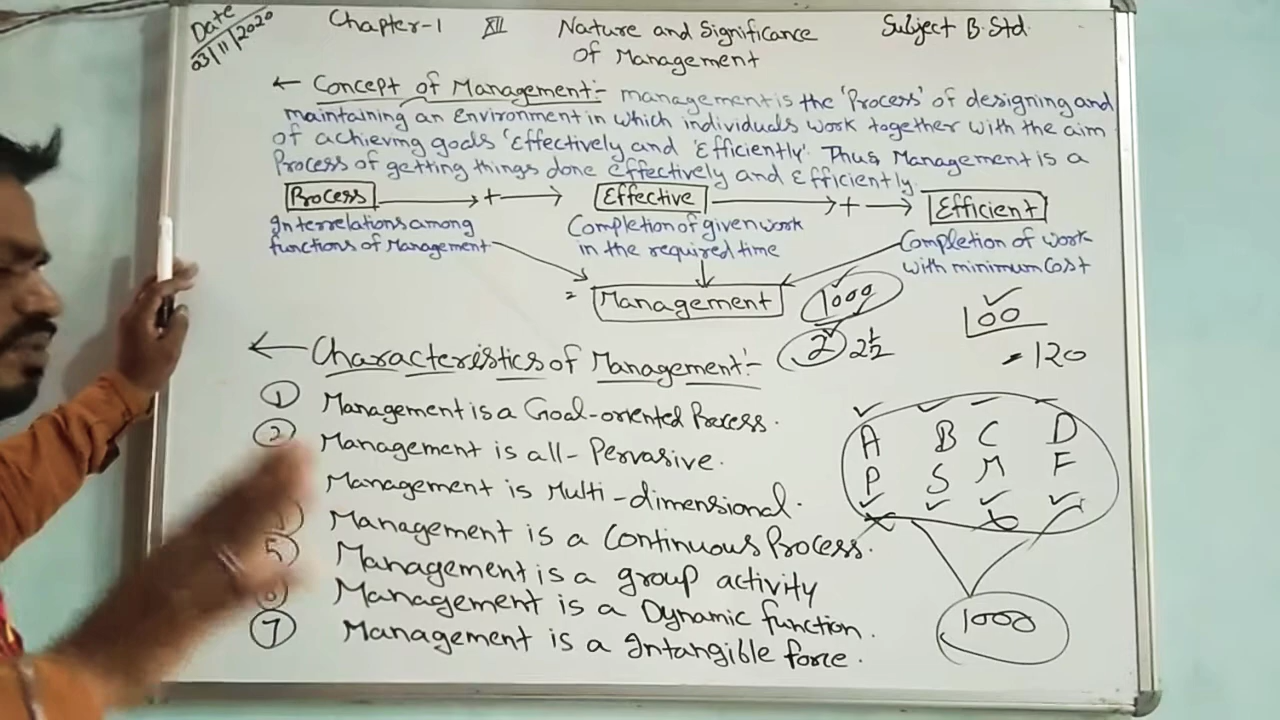 Date
03/11/2020
Chapter-1 XII Nature and Significance Subject B.Std.
of Management
← Concept of Management:- management is the 'Process' of designing and
maintaining an Environment in which individuals work together with the aim
of achieving goals 'Effectively and 'Efficiently'. Thus Management is a
Process of getting things done effectively and Efficiently.
Process → + → Effective → + → Efficient
Interrelations among Completion of given work Completion of work
functions of Management in the required time with minimum Cost
= Management 1000 100
2 2½ 120
← Characteristics of Management:-
① Management is a Goal-oriented Process.
② Management is all-Pervasive.
Management is Multi-dimensional.
Management is a Continuous Process.
5 Management is a group activity
Management is a Dynamic function.
⑦ Management is a Intangible force.
A B C D
P S M F
1000